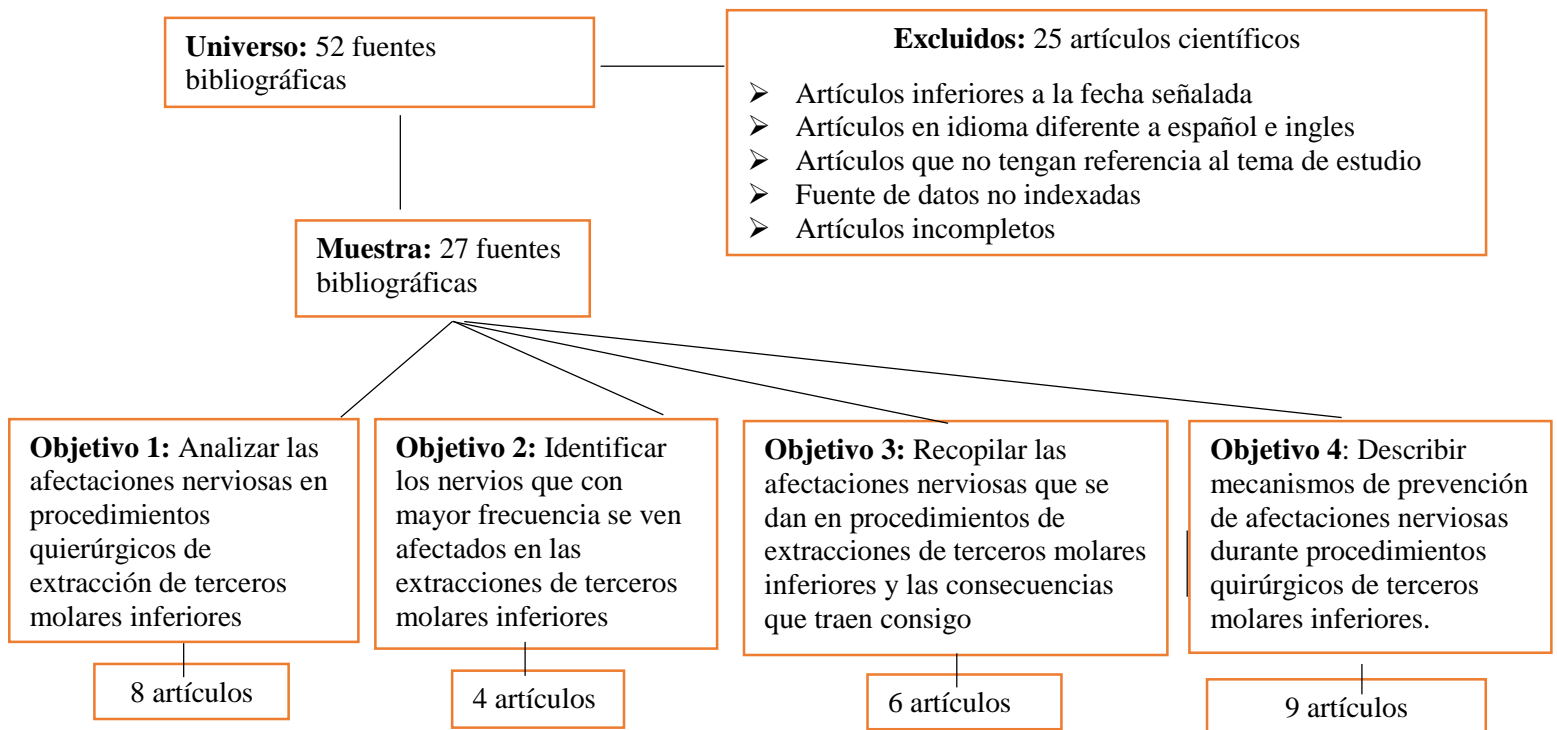 Universo: 52 fuentes
bibliográficas
Excluidos: 25 artículos científicos
➢ Artículos inferiores a la fecha señalada
➢ Artículos en idioma diferente a español e ingles
➢ Artículos que no tengan referencia al tema de estudio
➢ Fuente de datos no indexadas
➢ Artículos incompletos
Muestra: 27 fuentes
bibliográficas
Objetivo 1: Analizar las
afectaciones nerviosas en
procedimientos
quierúrgicos de
extracción de terceros
molares inferiores
Objetivo 2: Identificar
los nervios que con
mayor frecuencia se ven
afectados en las
extracciones de terceros
molares inferiores
Objetivo 3: Recopilar las
afectaciones nerviosas que se
dan en procedimientos de
extracciones de terceros molares
inferiores y las consecuencias
que traen consigo
Objetivo 4: Describir
mecanismos de prevención
de afectaciones nerviosas
durante procedimientos
quirúrgicos de terceros
molares inferiores.
8 artículos
4 artículos
6 artículos
9 artículos